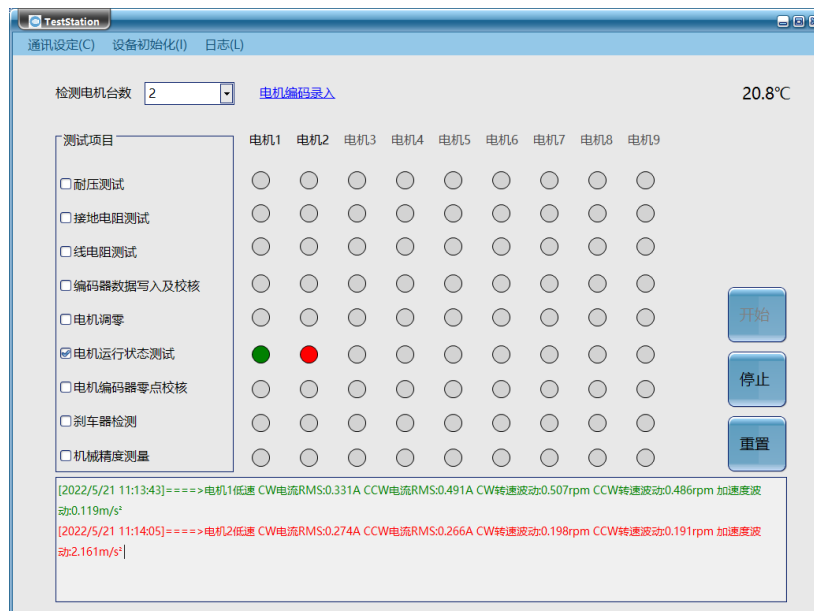 TestStation
通讯设定(C) 设备初始化(I) 日志(L)
检测电机台数 2 电机编码录入 20.8℃
测试项目 电机1 电机2 电机3 电机4 电机5 电机6 电机7 电机8 电机9
耐压测试
接地电阻测试
线电阻测试
编码器数据写入及校核
电机调零
开始
电机运行状态测试
停止
电机编码器零点校核
刹车器检测
重置
机械精度测量
[2022/5/21 11:13:43]====>电机1低速 CW电流RMS:0.331A CCW电流RMS:0.491A CW转速波动:0.507rpm CCW转速波动:0.486rpm 加速度波
动:0.119m/s²
[2022/5/21 11:14:05]====>电机2低速 CW电流RMS:0.274A CCW电流RMS:0.266A CW转速波动:0.198rpm CCW转速波动:0.191rpm 加速度波
动:2.161m/s²